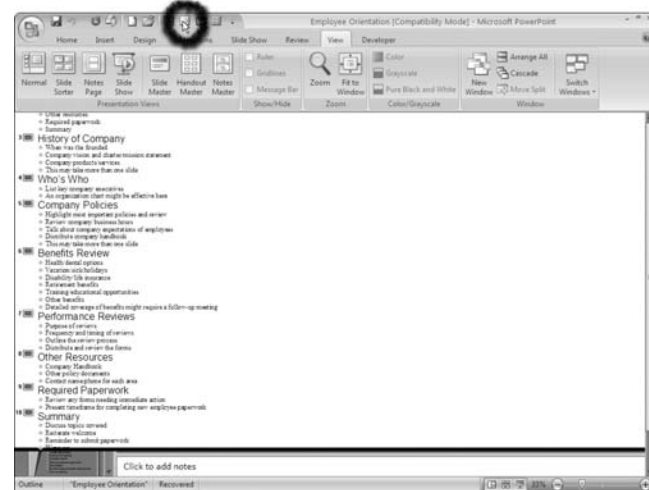 Employee Orientation [Compatibility Mode] - Microsoft PowerPoint
Home Insert Design Slide Show Review View Developer
Ruler
Gridlines
Message Bar
Color
Grayscale
Pure Black and White
Arrange All
Cascade
Move Split
Normal Slide Sorter Notes Page Slide Show Slide Master Handout Master Notes Master
Zoom Fit to Window
New Window
Switch Windows
Presentation Views Show/Hide Zoom Color/Grayscale Window
Other resources
Required paperwork
Summary
3 History of Company
When was the founded
Company vision and charter/mission statement
Company products/services
This may take more than one slide
4 Who's Who
List key company executives
An organization chart might be effective here
5 Company Policies
Highlight most important policies and review
Review company business hours
Talk about company expectations of employees
Distribute company handbook
This may take more than one slide
6 Benefits Review
Health/dental options
Vacation/sick/holidays
Disability/life insurance
Retirement benefits
Training/educational opportunities
Other benefits
Detailed coverage of benefits might require a follow-up meeting
7 Performance Reviews
Purpose of reviews
Frequency and timing of reviews
Outline the review process
Distribute and review the forms
8 Other Resources
Company Handbook
Other policy documents
Contact name/phone for each area
9 Required Paperwork
Review any forms needing immediate action
Present timeframe for completing new employee paperwork
10 Summary
Discuss topics covered
Reiterate welcome
Reminder to submit paperwork
Click to add notes
Outline "Employee Orientation" Recovered 33%